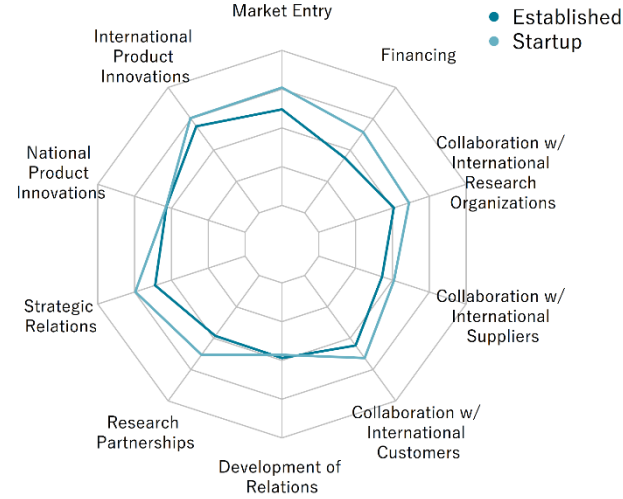 Market Entry
Established
Startup
International
Product
Innovations
Financing
Collaboration w/
International
Research
Organizations
National
Product
Innovations
Strategic
Relations
Collaboration w/
International
Suppliers
Research
Partnerships
Collaboration w/
International
Customers
Development of
Relations